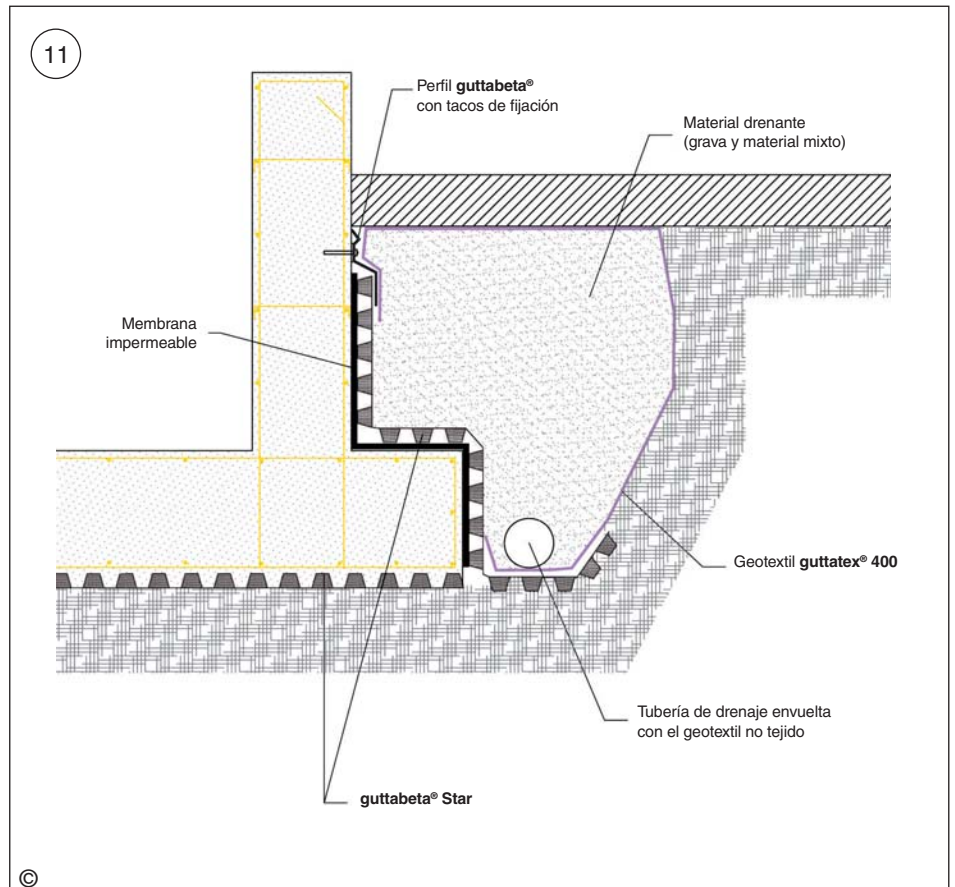 11
Perfil guttabeta®
con tacos de fijación
Material drenante
(grava y material mixto)
Membrana
impermeable
Geotextil guttatex® 400
Tubería de drenaje envuelta
con el geotextil no tejido
guttabeta® Star
©